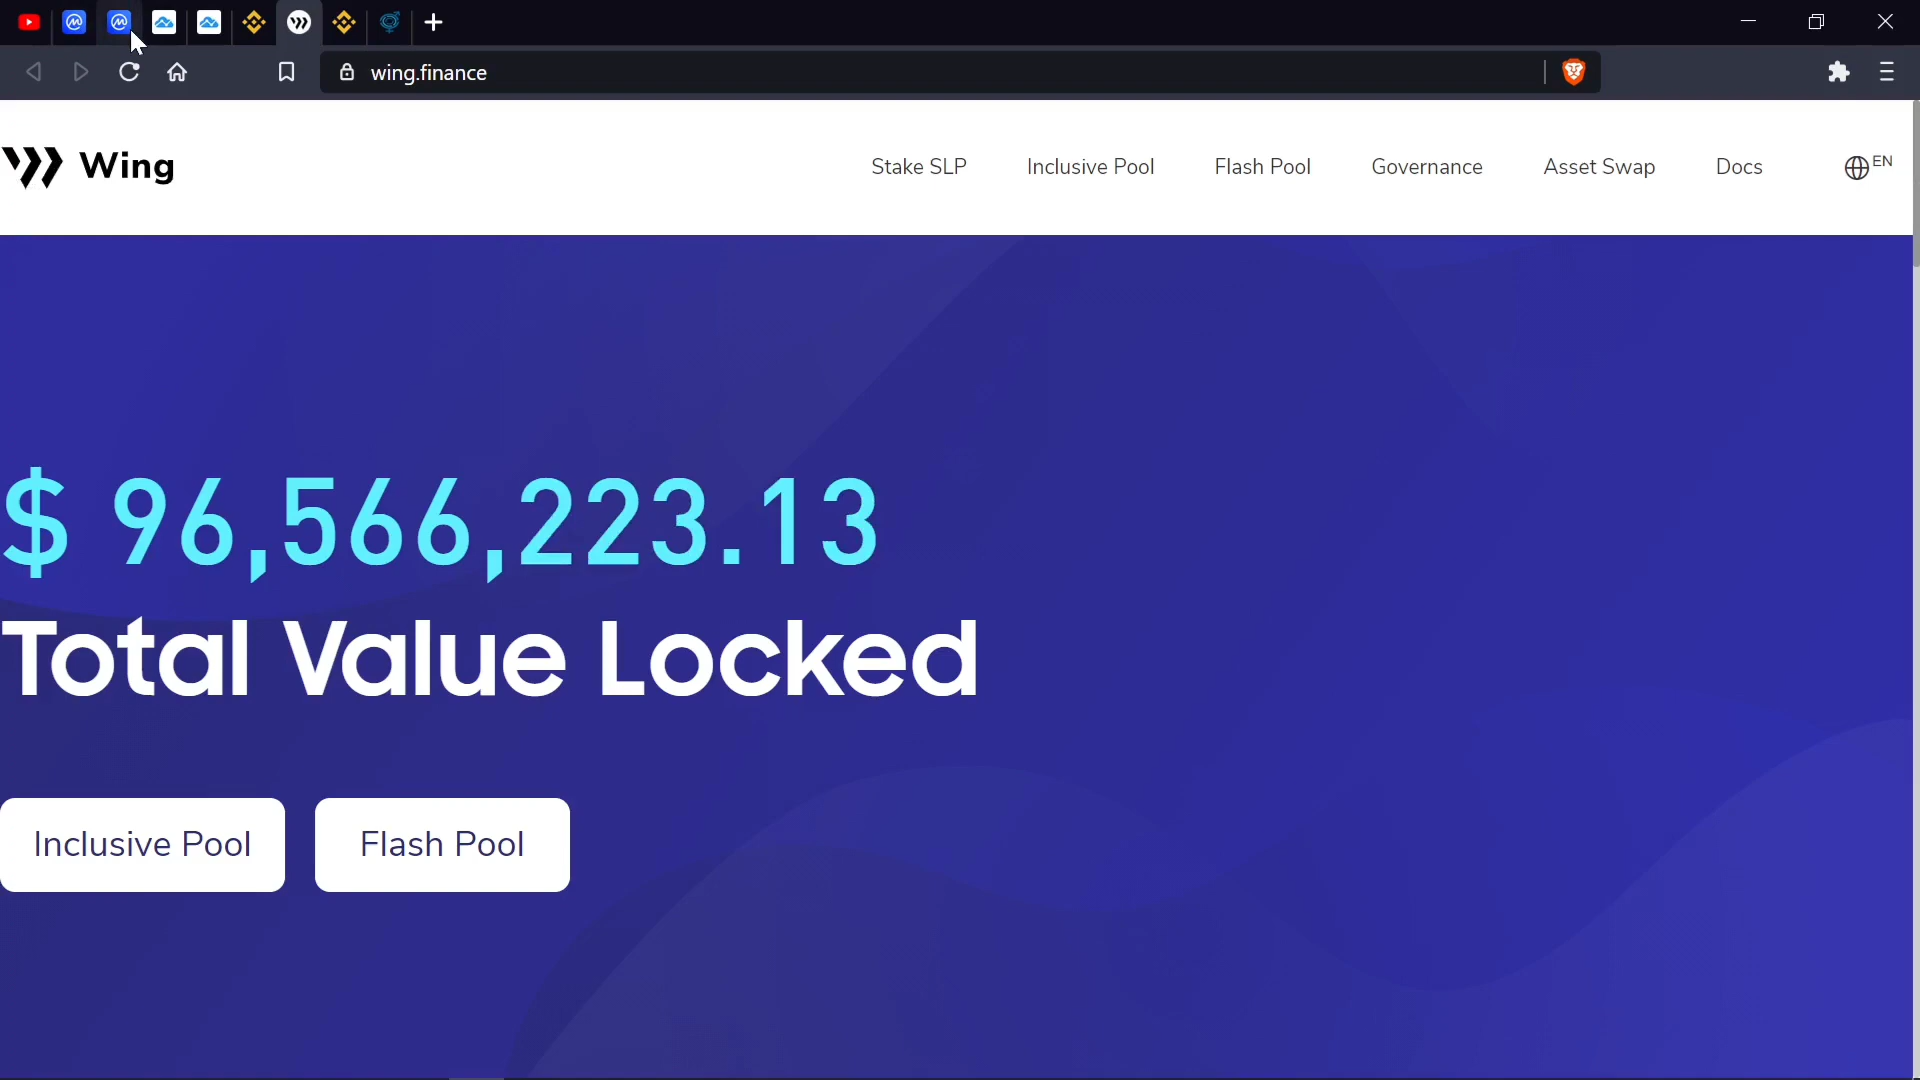 wing.finance
Wing
Stake SLP
Inclusive Pool
Flash Pool
Governance
Asset Swap
Docs
EN
$ 96,566,223.13
Total Value Locked
Inclusive Pool
Flash Pool